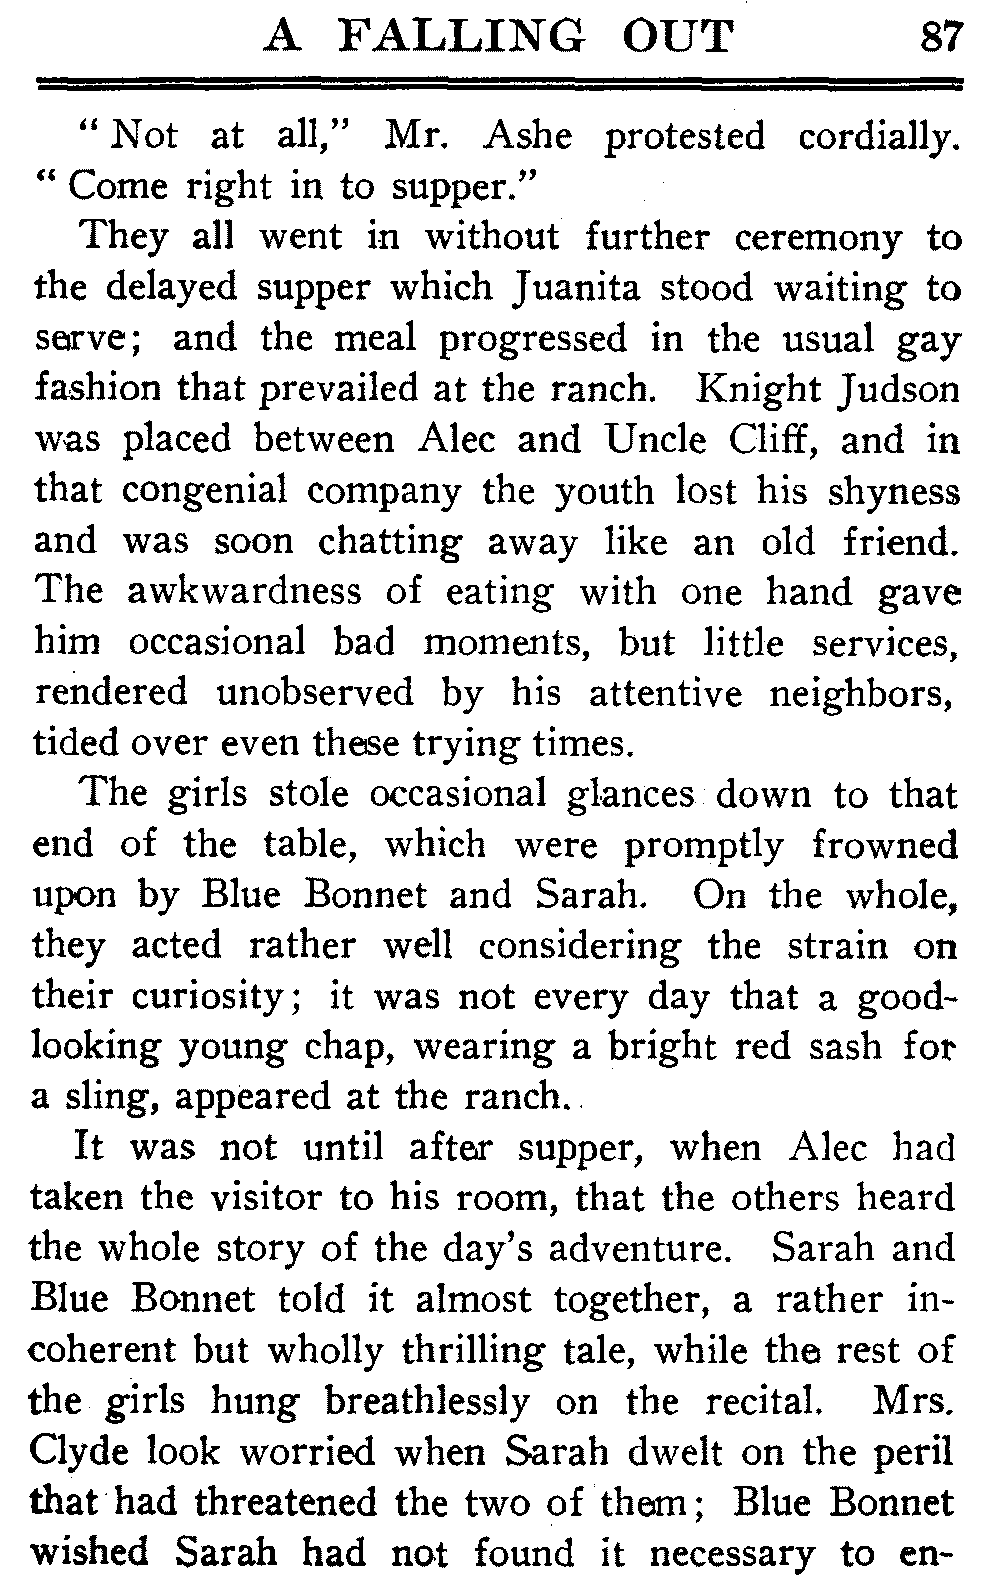 A FALLING OUT 87
“ Not at all,” Mr. Ashe protested cordially.
“ Come right in to supper.”
They all went in without further ceremony to
the delayed supper which Juanita stood waiting to
serve; and the meal progressed in the usual gay
fashion that prevailed at the ranch. Knight Judson
was placed between Alec and Uncle Cliff, and in
that congenial company the youth lost his shyness
and was soon chatting away like an old friend.
The awkwardness of eating with one hand gave
him occasional bad moments, but little services,
rendered unobserved by his attentive neighbors,
tided over even these trying times.
The girls stole occasional glances down to that
end of the table, which were promptly frowned
upon by Blue Bonnet and Sarah. On the whole,
they acted rather well considering the strain on
their curiosity; it was not every day that a good-
looking young chap, wearing a bright red sash for
a sling, appeared at the ranch.
It was not until after supper, when Alec had
taken the visitor to his room, that the others heard
the whole story of the day’s adventure. Sarah and
Blue Bonnet told it almost together, a rather in-
coherent but wholly thrilling tale, while the rest of
the girls hung breathlessly on the recital. Mrs.
Clyde look worried when Sarah dwelt on the peril
that had threatened the two of them; Blue Bonnet
wished Sarah had not found it necessary to en-